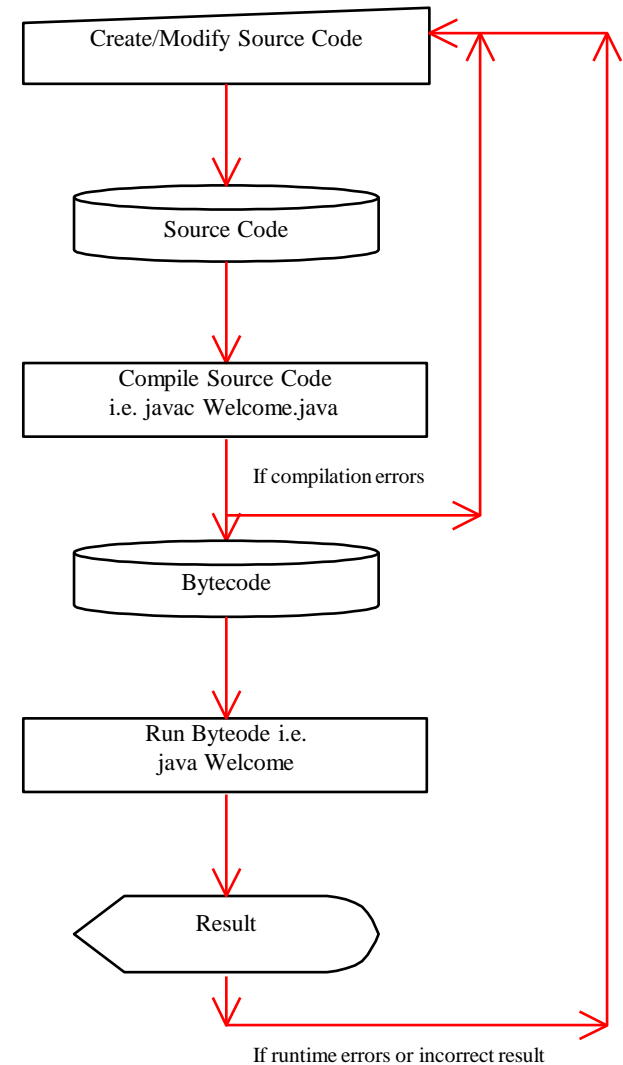 Create/Modify Source Code
Source Code
Compile Source Code
i.e. javac Welcome.java
If compilation errors
Bytecode
Run Byteode i.e.
java Welcome
Result
If runtime errors or incorrect result